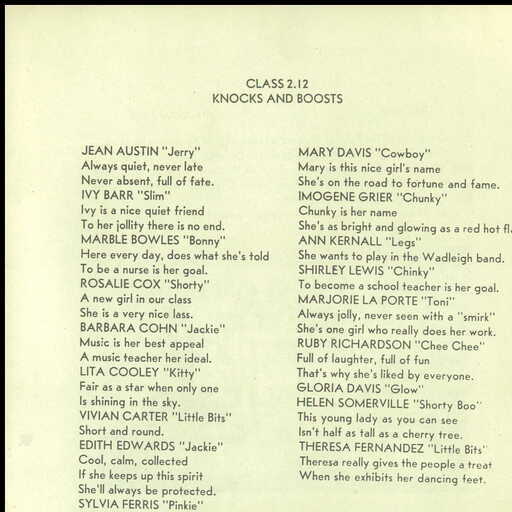 CLASS 2.12
KNOCKS AND BOOSTS
JEAN AUSTIN "Jerry"
Always quiet, never late
Never absent, full of fate.
IVY BARR "Slim"
Ivy is a nice quiet friend
To her jollity there is no end.
MARBLE BOWLES "Bonny"
Here every day, does what she's told
To be a nurse is her goal.
ROSALIE COX "Shorty"
A new girl in our class
She is a very nice lass.
BARBARA COHN "Jackie"
Music is her best appeal
A music teacher her ideal.
LITA COOLEY "Kitty"
Fair as a star when only one
Is shining in the sky.
VIVIAN CARTER "Little Bits"
Short and round.
EDITH EDWARDS "Jackie"
Cool, calm, collected
If she keeps up this spirit
She'll always be protected.
SYLVIA FERRIS "Pinkie"
MARY DAVIS "Cowboy"
Mary is this nice girl's name
She's on the road to fortune and fame.
IMOGENE GRIER "Chunky"
Chunky is her name
She's as bright and glowing as a red hot
ANN KERNALL "Legs"
She wants to play in the Wadleigh band.
SHIRLEY LEWIS "Chinky"
To become a school teacher is her goal.
MARJORIE LA PORTE "Toni"
Always jolly, never seen with a "smirk"
She's one girl who really does her work.
RUBY RICHARDSON "Chee Chee"
Full of laughter, full of fun
That's why she's liked by everyone.
GLORIA DAVIS "Glow"
HELEN SOMERVILLE "Shorty Boo"
This young lady as you can see
Isn't half as tall as a cherry tree.
THERESA FERNANDEZ "Little Bits"
Theresa really gives the people a treat
When she exhibits her dancing feet.